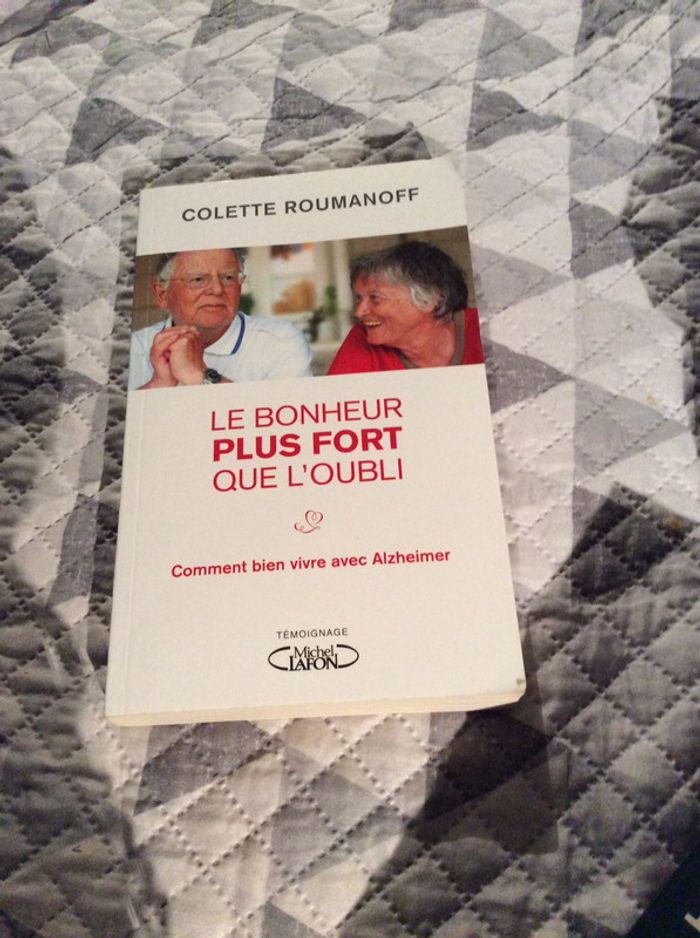 COLETTE ROUMANOFF
LE BONHEUR
PLUS FORT
QUE L'OUBLI
Comment bien vivre avec Alzheimer
TÉMOIGNAGE
Michel
LAFON